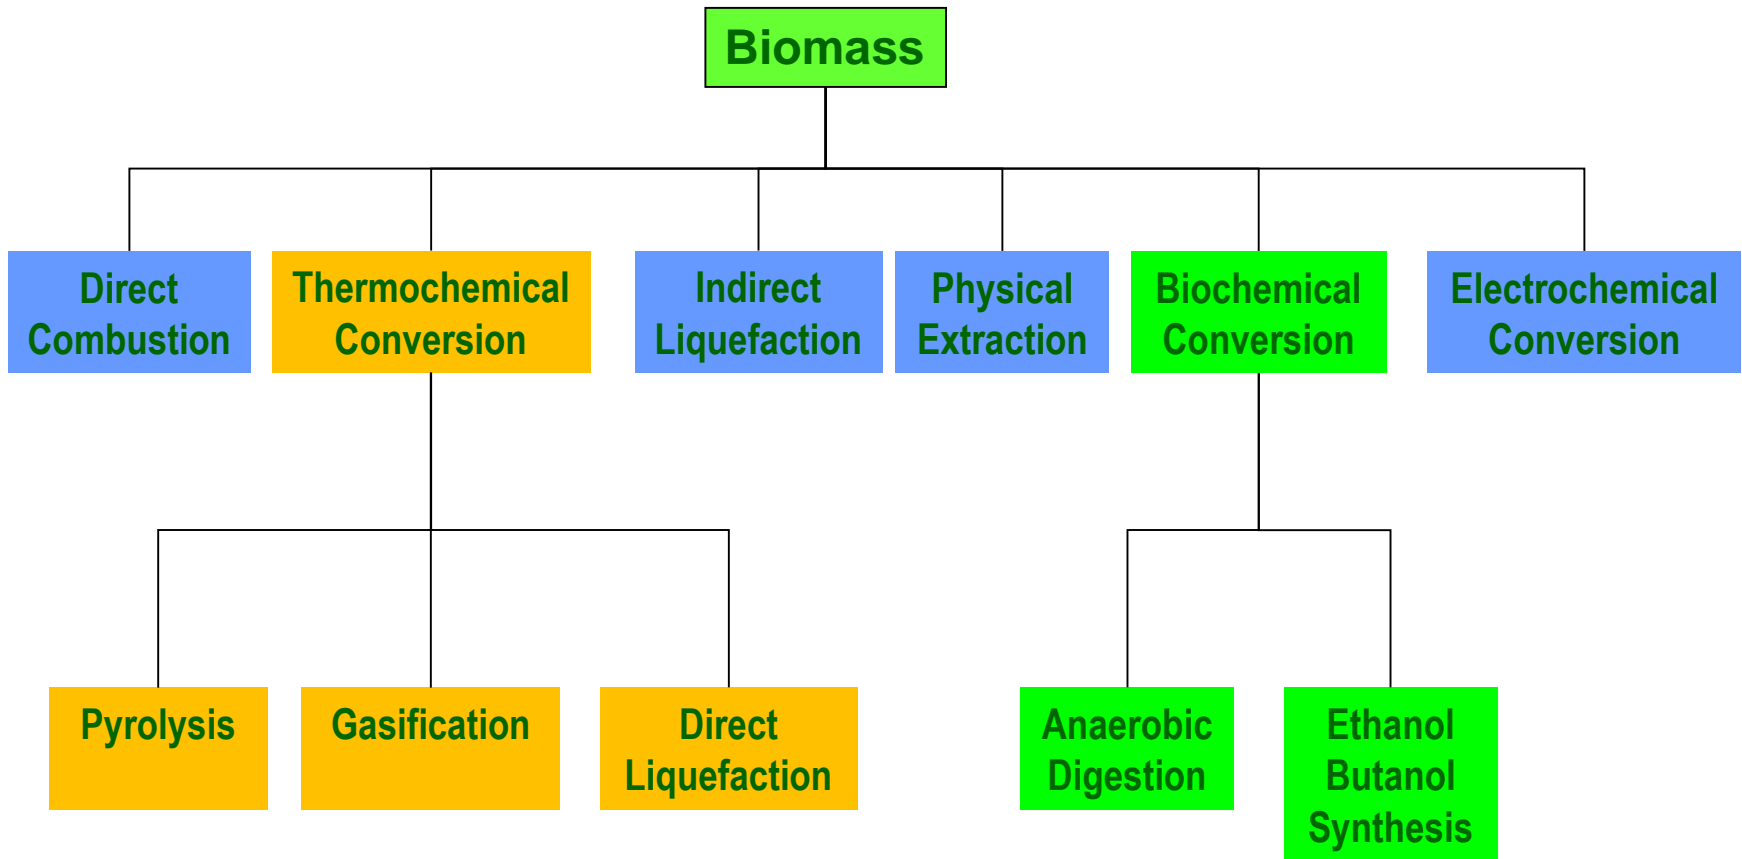 Biomass
Direct
Combustion
Thermochemical
Conversion
Indirect
Liquefaction
Physical
Extraction
Biochemical
Conversion
Electrochemical
Conversion
Pyrolysis
Gasification
Direct
Liquefaction
Anaerobic
Digestion
Ethanol
Butanol
Synthesis